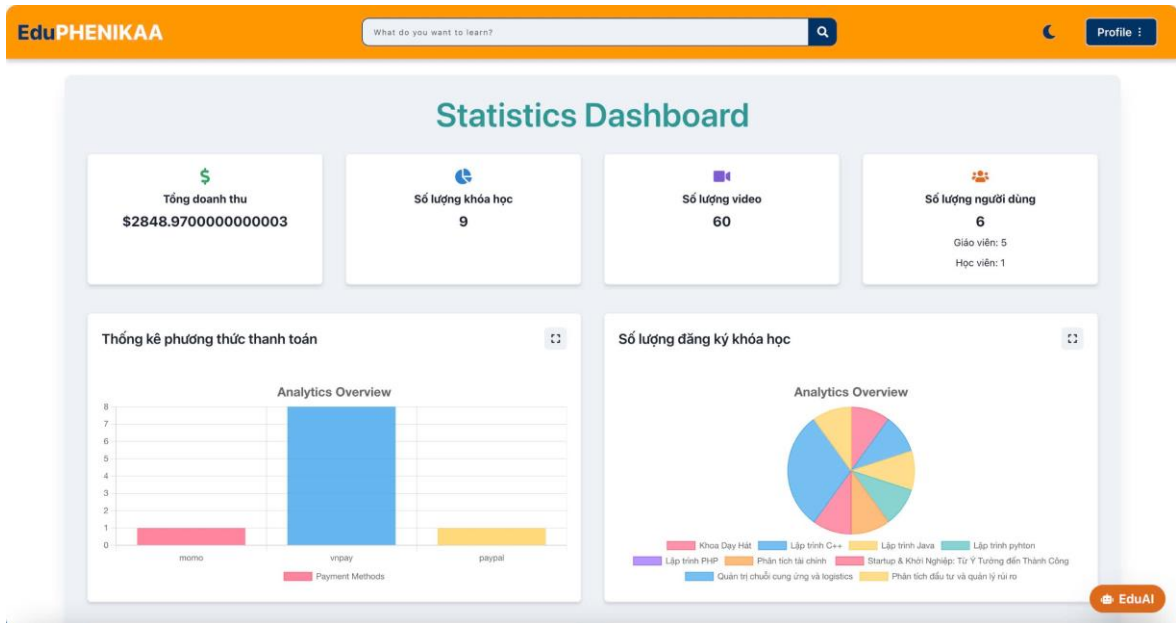 EduPHENIKAA
What do you want to learn?
Profile ⋮
Statistics Dashboard
Tổng doanh thu
$2848.9700000000003
Số lượng khóa học
9
Số lượng video
60
Số lượng người dùng
6
Giáo viên: 5
Học viên: 1
Thống kê phương thức thanh toán
Analytics Overview
8
7
6
5
4
3
2
1
0
momo vnpay paypal
Payment Methods
Số lượng đăng ký khóa học
Analytics Overview
Khoa Dạy Hát Lập trình C++ Lập trình Java Lập trình pyhton
Lập trình PHP Phân tích tài chính Startup & Khởi Nghiệp: Từ Ý Tưởng đến Thành Công
Quản trị chuỗi cung ứng và logistics Phân tích đầu tư và quản lý rủi ro
EduAI